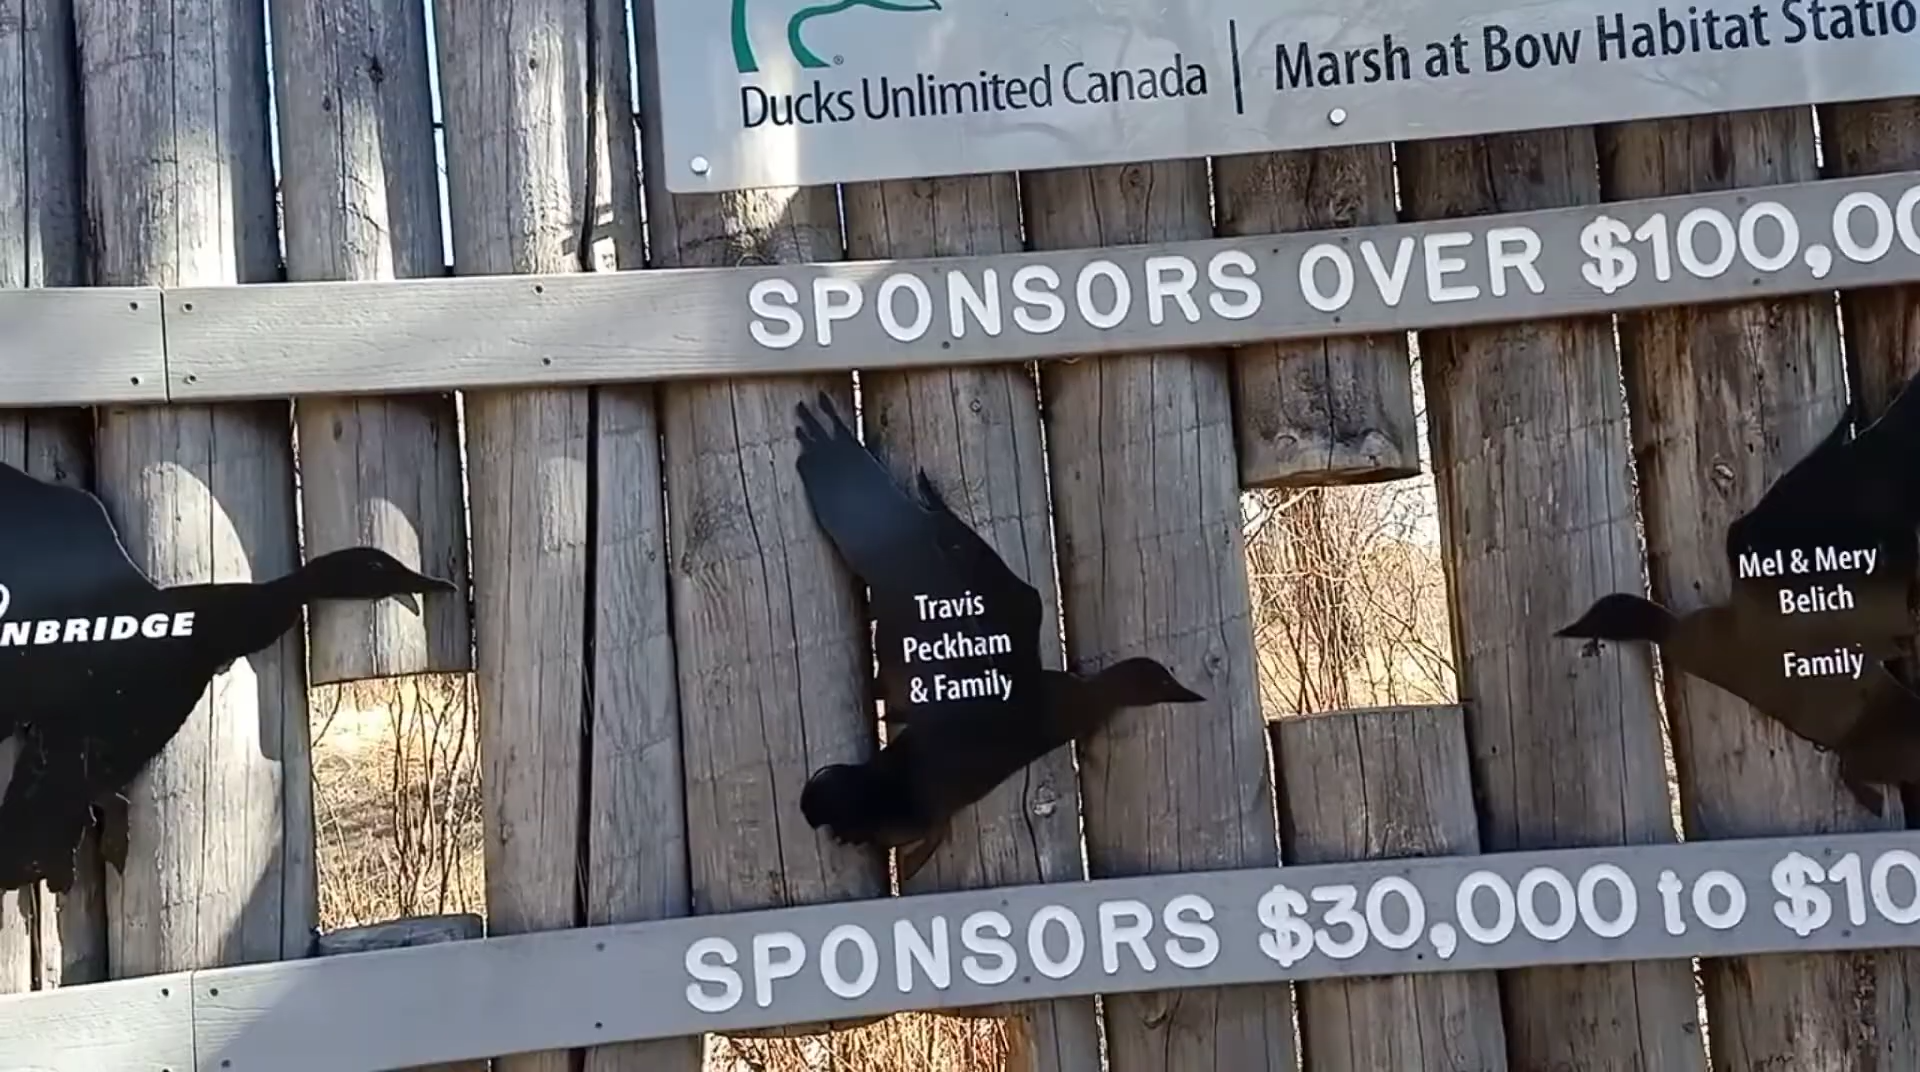 Ducks Unlimited Canada | Marsh at Bow Habitat Statio
SPONSORS OVER $100,00
NBRIDGE
Travis
Peckham
& Family
Mel & Mery
Belich
Family
SPONSORS $30,000 to $10